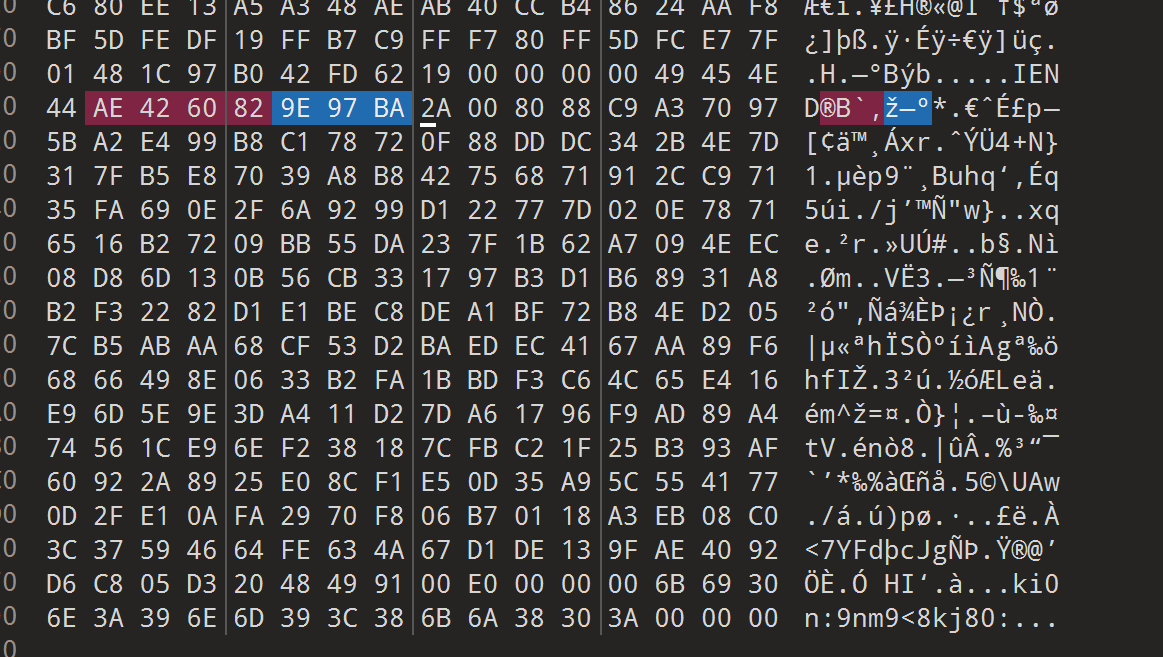 0 C6 80 EE 13 A5 A3 48 AE AB 40 CC B4 86 24 AA F8 Æ€î.¥£H®«@Ì´†$ªø
0 BF 5D FE DF 19 FF B7 C9 FF F7 80 FF 5D FC E7 7F ¿]þß.ÿ·Éÿ÷€ÿ]üç.
0 01 48 1C 97 B0 42 FD 62 19 00 00 00 00 49 45 4E .H.—°Býb.....IEN
0 44 AE 42 60 82 9E 97 BA 2A 00 80 88 C9 A3 70 97 D®B`‚ž—º*.€ˆÉ£p—
0 5B A2 E4 99 B8 C1 78 72 0F 88 DD DC 34 2B 4E 7D [¢ä™¸Áxr.ˆÝÜ4+N}
0 31 7F B5 E8 70 39 A8 B8 42 75 68 71 91 2C C9 71 1.µèp9¨¸Buhq‘,Éq
0 35 FA 69 0E 2F 6A 92 99 D1 22 77 7D 02 0E 78 71 5úi./j’™Ñ"w}..xq
0 65 16 B2 72 09 BB 55 DA 23 7F 1B 62 A7 09 4E EC e.²r.»UÚ#..b§.Nì
0 08 D8 6D 13 0B 56 CB 33 17 97 B3 D1 B6 89 31 A8 .Øm..VË3.—³Ñ¶‰1¨
0 B2 F3 22 82 D1 E1 BE C8 DE A1 BF 72 B8 4E D2 05 ²ó"‚Ñá¾ÈÞ¡¿r¸NÒ.
0 7C B5 AB AA 68 CF 53 D2 BA ED EC 41 67 AA 89 F6 |µ«ªhÏSÒºíìAgª‰ö
0 68 66 49 8E 06 33 B2 FA 1B BD F3 C6 4C 65 E4 16 hfIŽ.3²ú.½óÆLeä.
0 E9 6D 5E 9E 3D A4 11 D2 7D A6 17 96 F9 AD 89 A4 ém^ž=¤.Ò}¦.–ù-‰¤
0 74 56 1C E9 6E F2 38 18 7C FB C2 1F 25 B3 93 AF tV.énò8.|ûÂ.%³“¯
0 60 92 2A 89 25 E0 8C F1 E5 0D 35 A9 5C 55 41 77 `’*‰%àŒñå.5©\UAw
0 0D 2F E1 0A FA 29 70 F8 06 B7 01 18 A3 EB 08 C0 ./á.ú)pø.·..£ë.À
0 3C 37 59 46 64 FE 63 4A 67 D1 DE 13 9F AE 40 92 <7YFdþcJgÑÞ.Ÿ®@’
0 D6 C8 05 D3 20 48 49 91 00 E0 00 00 00 6B 69 30 ÖÈ.Ó HI‘.à...ki0
0 6E 3A 39 6E 6D 39 3C 38 6B 6A 38 30 3A 00 00 00 n:9nm9<8kj80:...
0